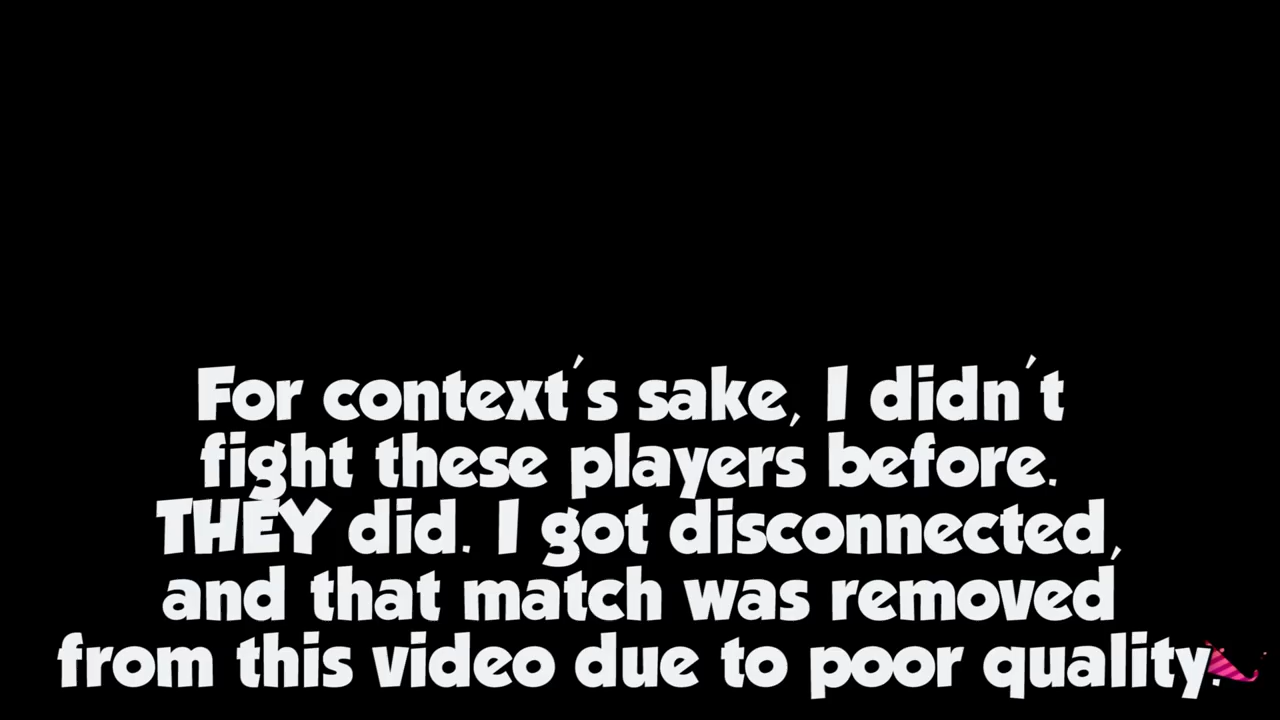 For context's sake, I didn't
fight these players before.
THEY did. I got disconnected,
and that match was removed
from this video due to poor quality.